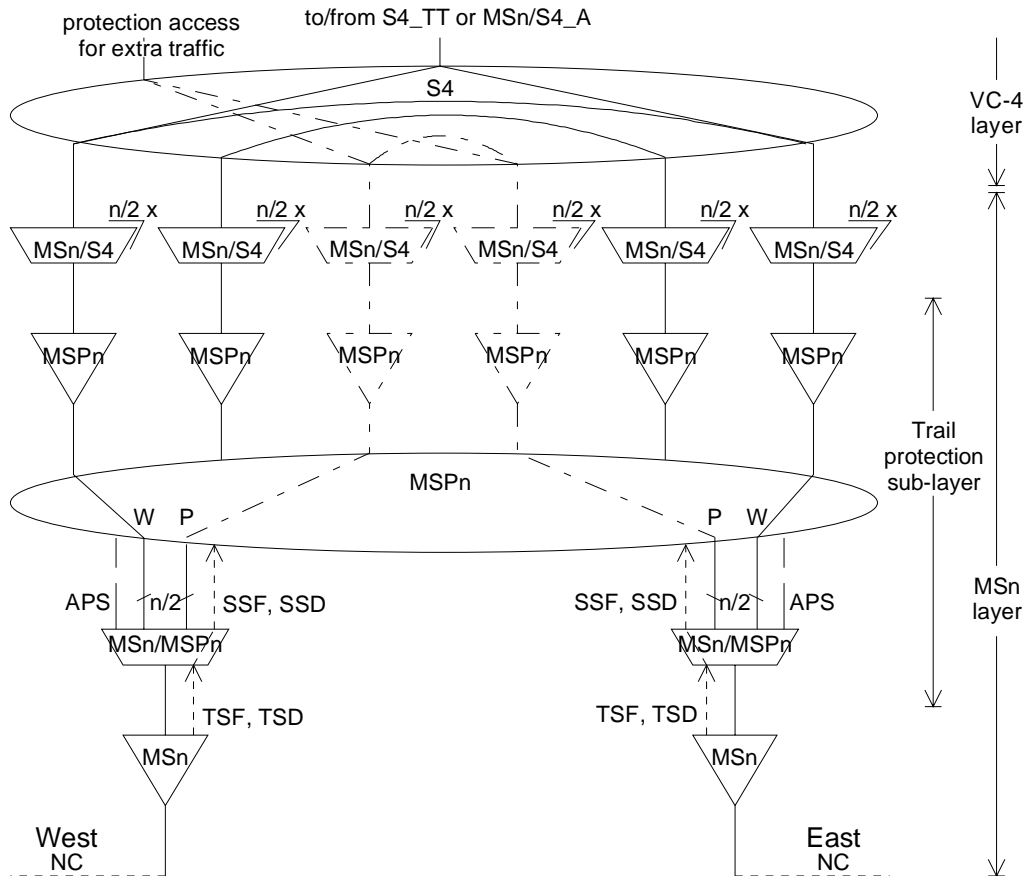 protection access
for extra traffic
to/from S4_TT or MSn/S4_A
S4
VC-4
layer
n/2 x
n/2 x
n/2 x
n/2 x
n/2 x
n/2 x
MSn/S4
MSn/S4
MSn/S4
MSn/S4
MSn/S4
MSn/S4
MSPn
MSPn
MSPn
MSPn
MSPn
MSPn
Trail
protection
sub-layer
MSPn
W
P
P
W
APS
n/2
SSF, SSD
SSF, SSD
n/2
APS
MSn
layer
MSn/MSPn
MSn/MSPn
TSF, TSD
TSF, TSD
MSn
MSn
West
NC
East
NC